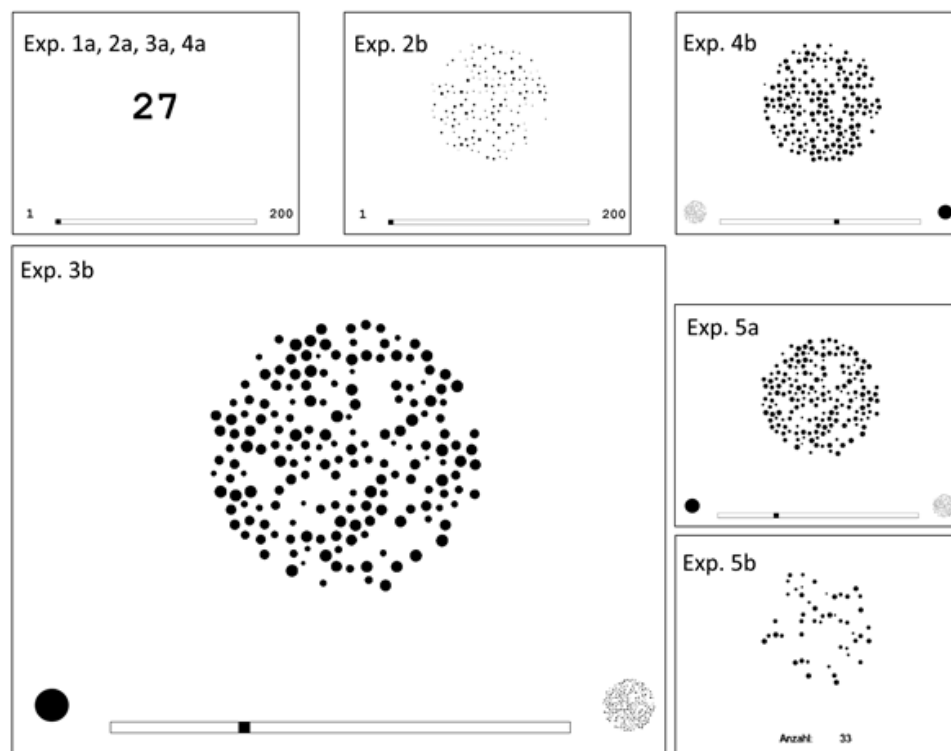 Exp. 1a, 2a, 3a, 4a
27
1 200
Exp. 2b
1 200
Exp. 4b
Exp. 3b
Exp. 5a
Exp. 5b
Anzahl: 33